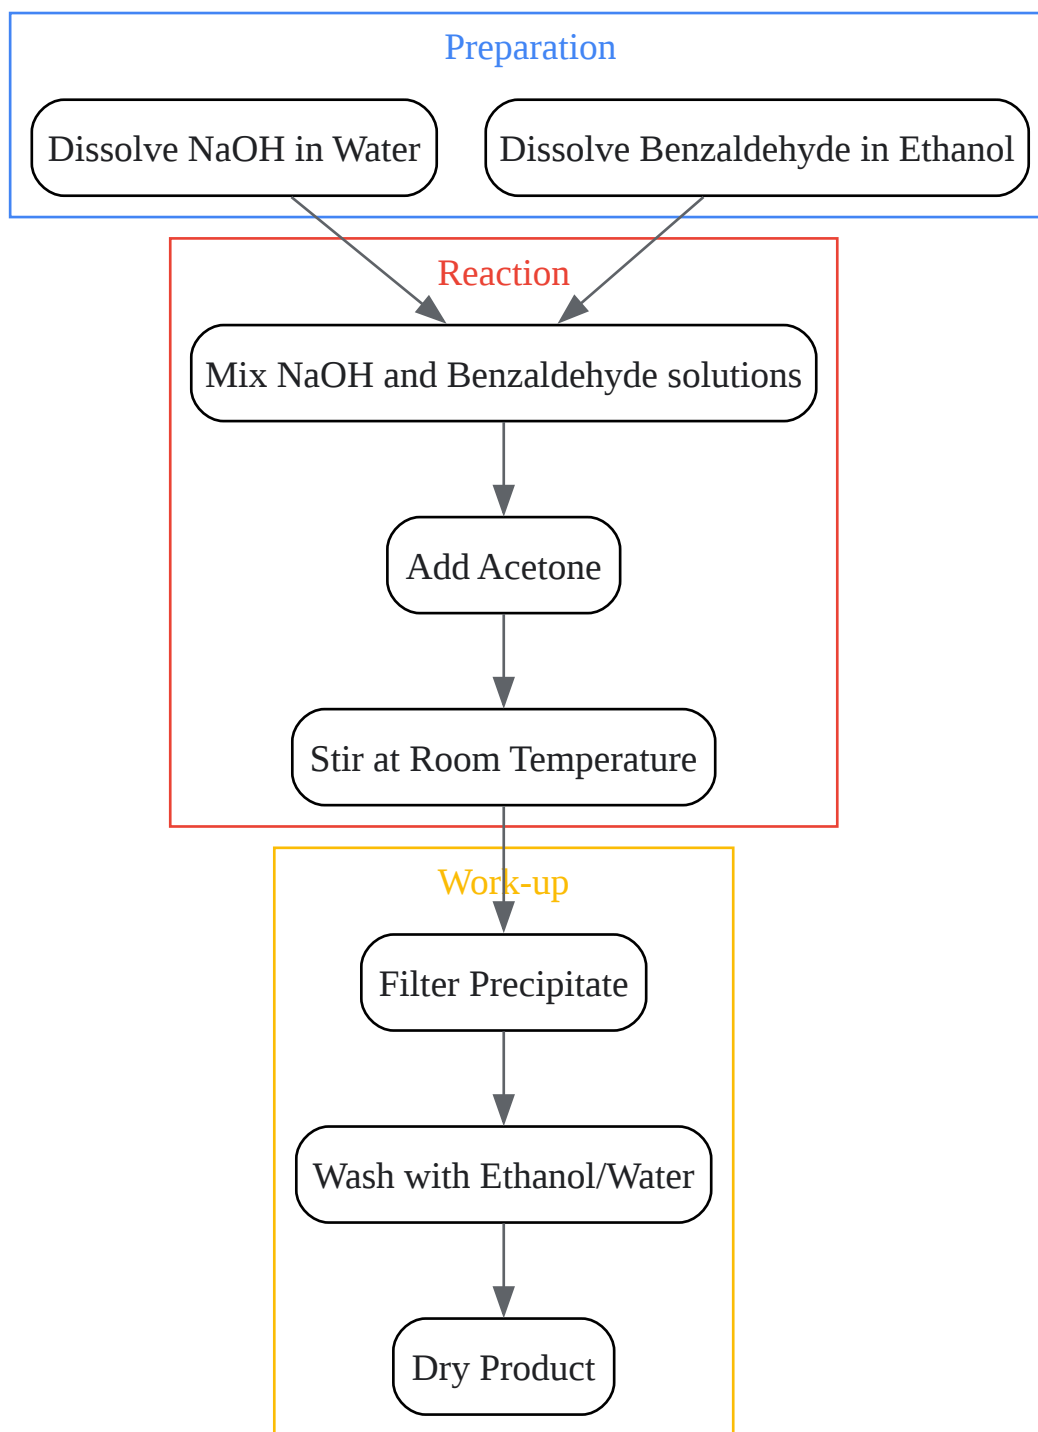 Preparation
Dissolve NaOH in Water
Dissolve Benzaldehyde in Ethanol
Reaction
Mix NaOH and Benzaldehyde solutions
Add Acetone
Stir at Room Temperature
Work-up
Filter Precipitate
Wash with Ethanol/Water
Dry Product